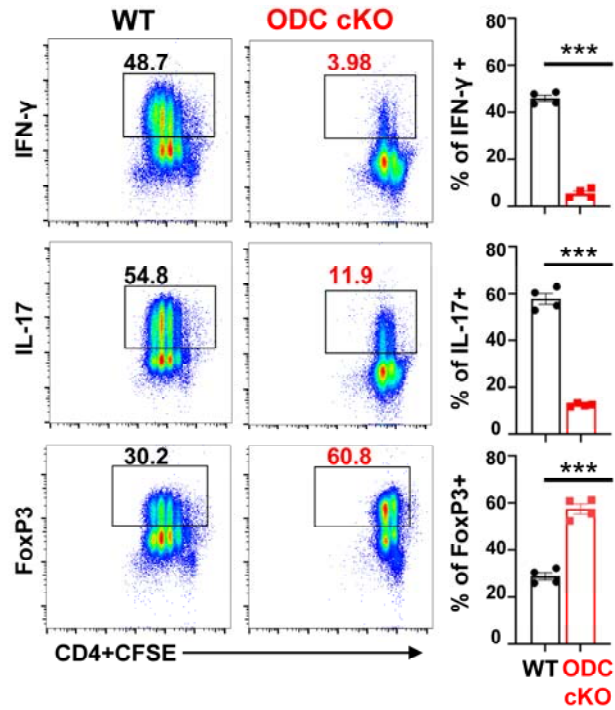 WT
ODC cKO
IFN-γ
48.7
3.98
% of IFN-γ +
60
40
20
0
***
IL-17
54.8
11.9
% of IL-17+
80
60
40
20
0
***
FoxP3
30.2
60.8
% of FoxP3+
80
60
40
20
0
***
CD4+CFSE
WT
ODC
cKO